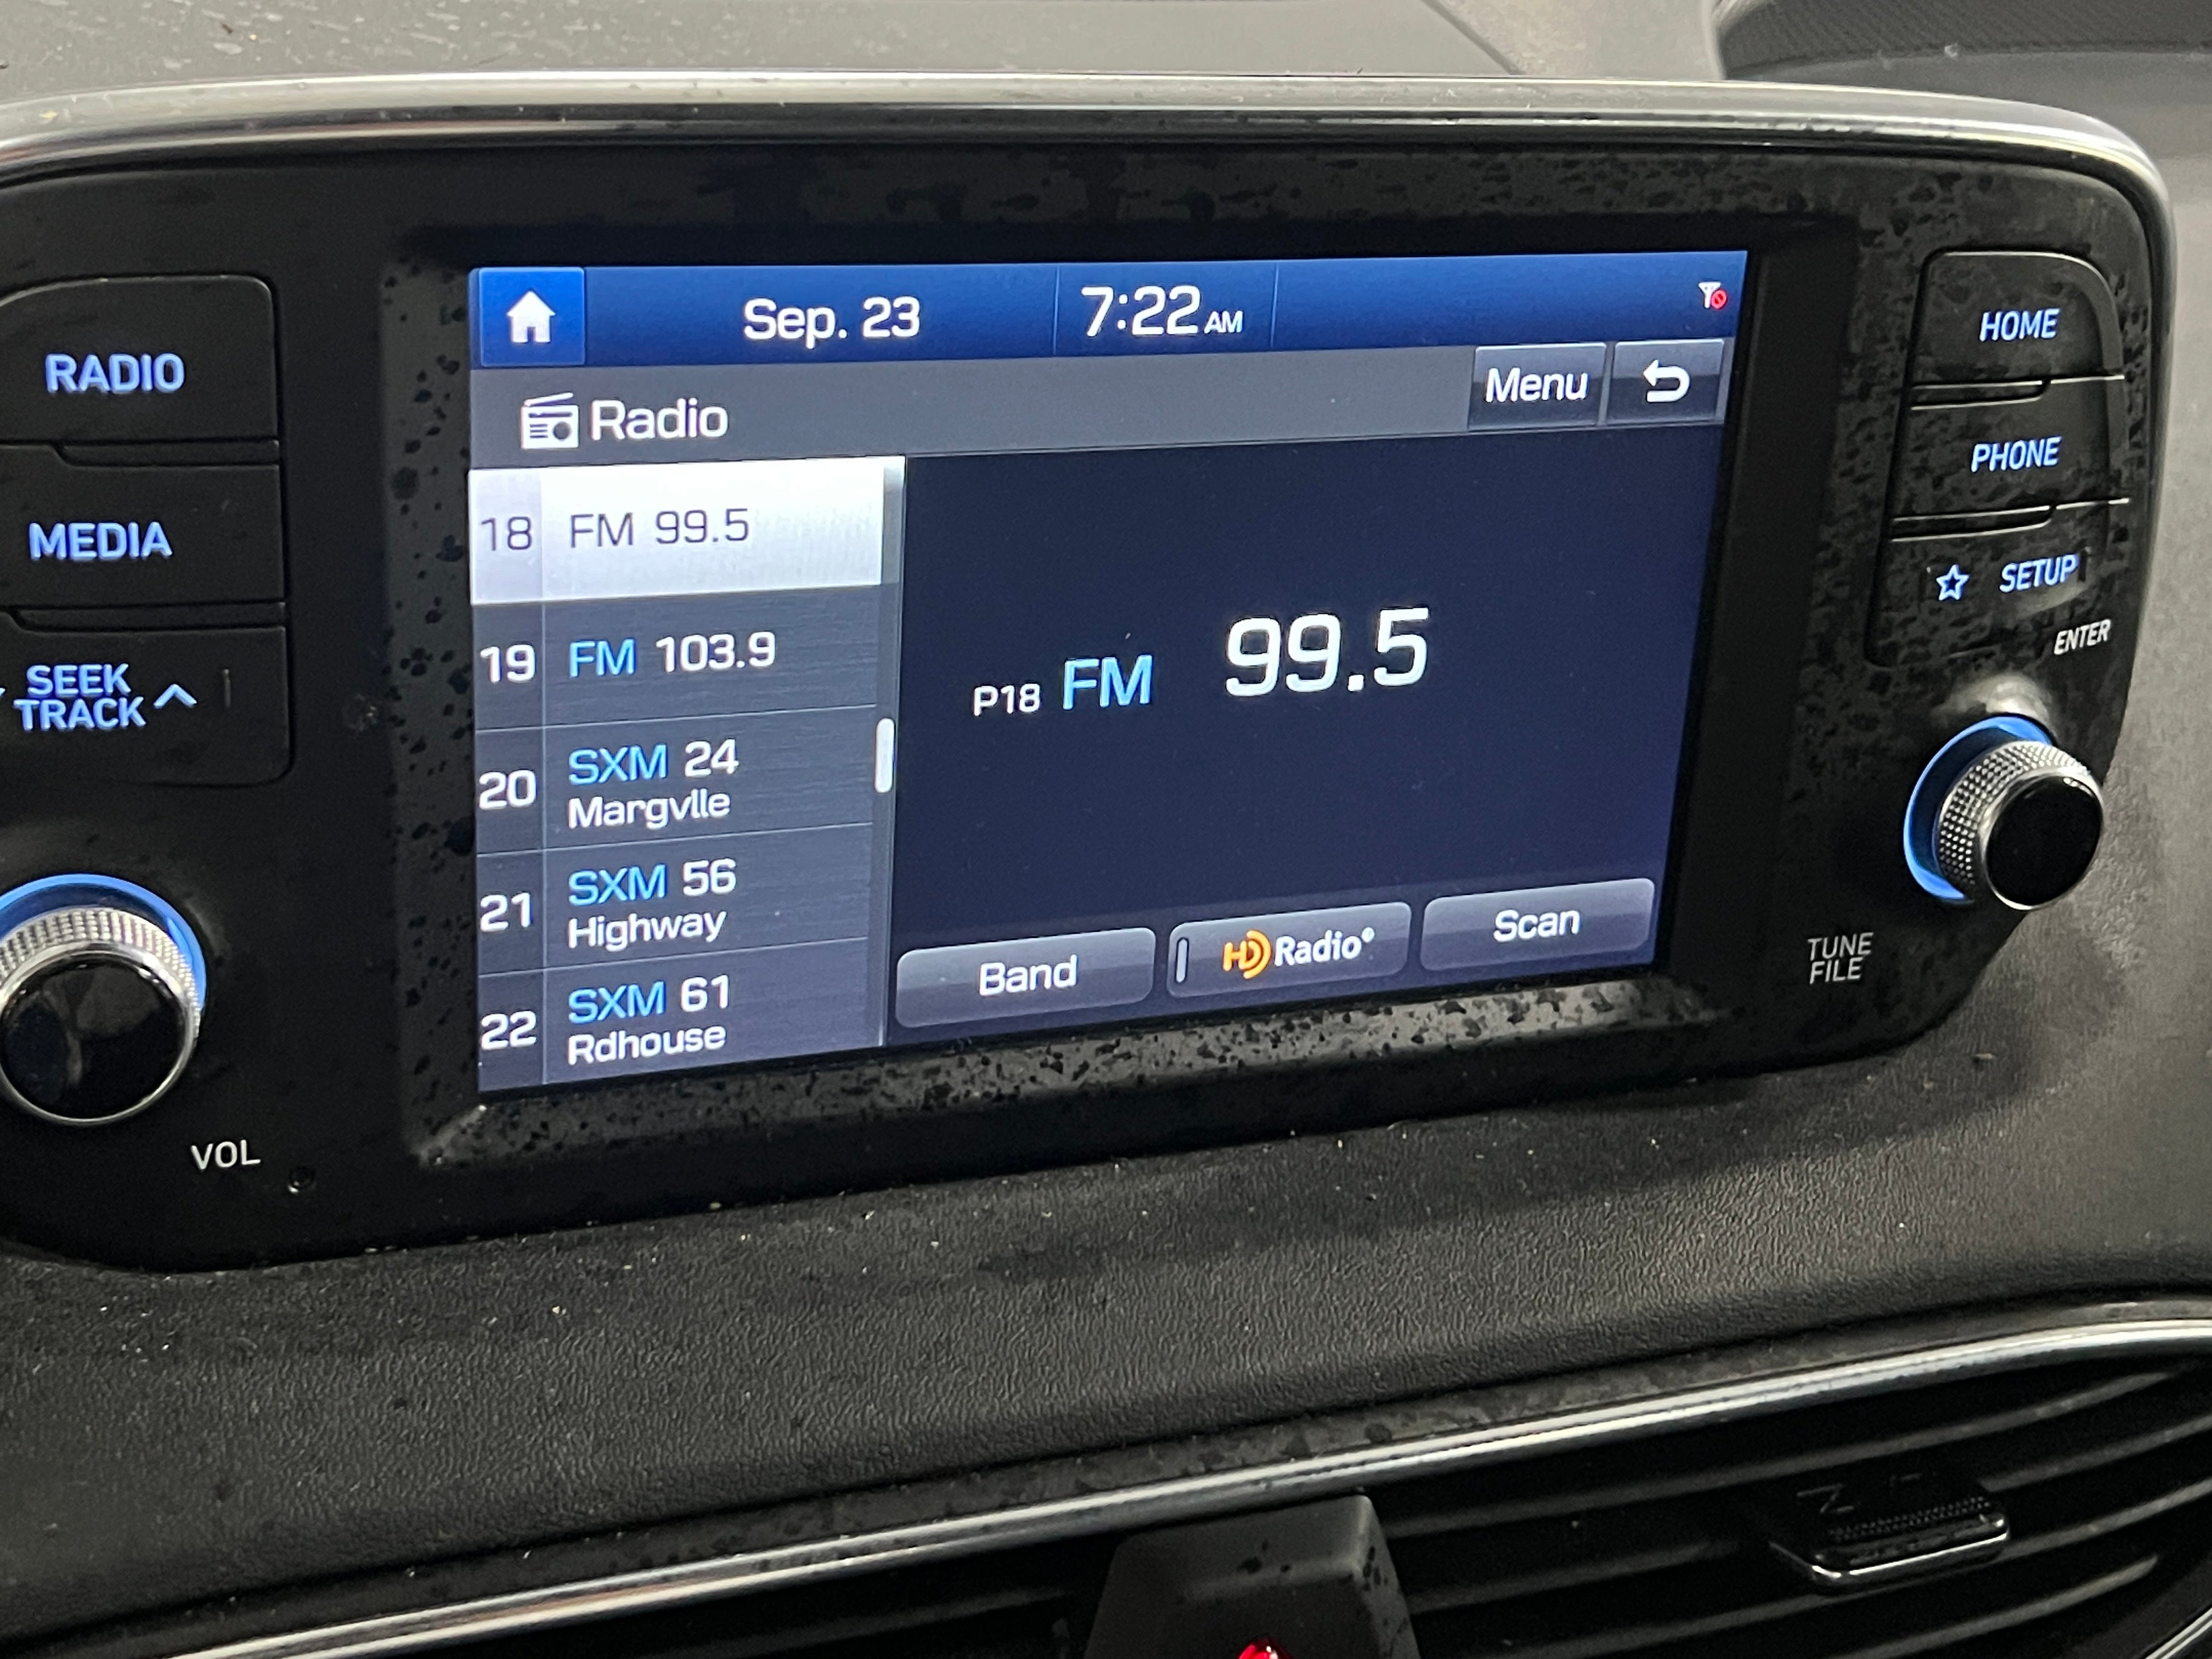 Sep. 23
7:22 AM
Radio
Menu
18 FM 99.5
19 FM 103.9
20 SXM 24
Margvlle
21 SXM 56
Highway
22 SXM 61
Rdhouse
P18 FM 99.5
Band
HD Radio®
Scan
RADIO
MEDIA
SEEK
TRACK
VOL
HOME
PHONE
SETUP
ENTER
TUNE
FILE